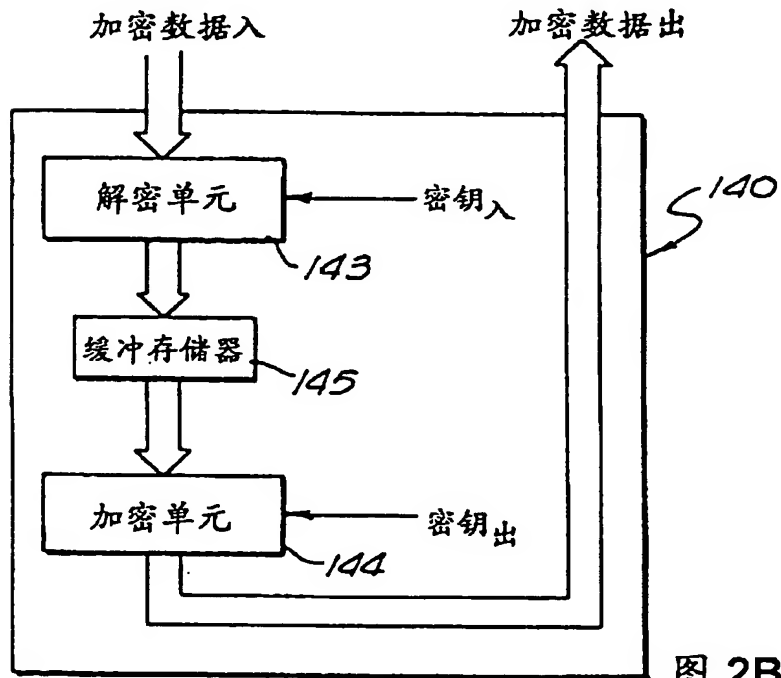 加密数据入
加密数据出
140
解密单元
密钥入
143
缓冲存储器
145
加密单元
密钥出
144
图 2B